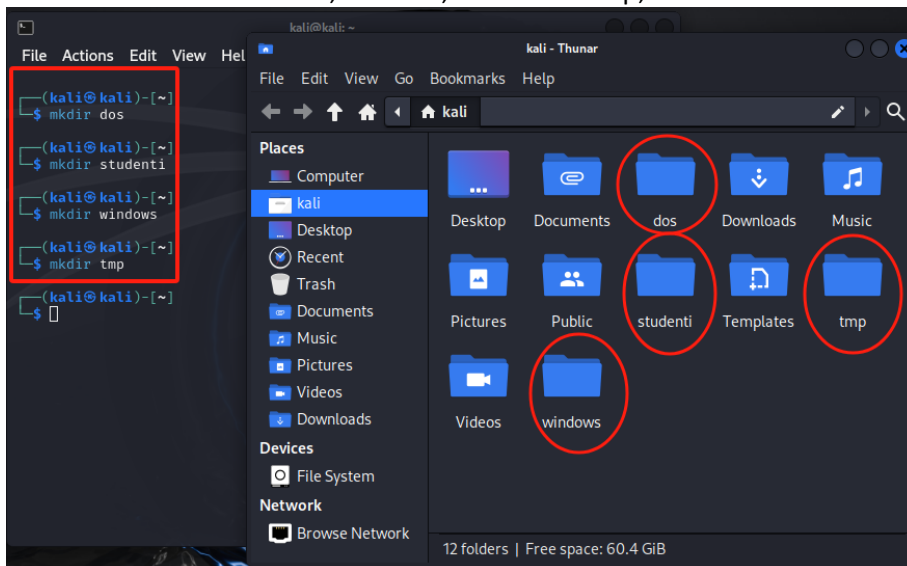 kali@kali: ~
File Actions Edit View Hel
(kali㉿kali)-[~]
$ mkdir dos
(kali㉿kali)-[~]
$ mkdir studenti
(kali㉿kali)-[~]
$ mkdir windows
(kali㉿kali)-[~]
$ mkdir tmp
(kali㉿kali)-[~]
$
kali - Thunar
File Edit View Go Bookmarks Help
kali
Places
Computer
kali
Desktop
Recent
Trash
Documents
Music
Pictures
Videos
Downloads
Devices
File System
Network
Browse Network
Desktop Documents dos Downloads Music
Pictures Public studenti Templates tmp
Videos windows
12 folders | Free space: 60.4 GiB